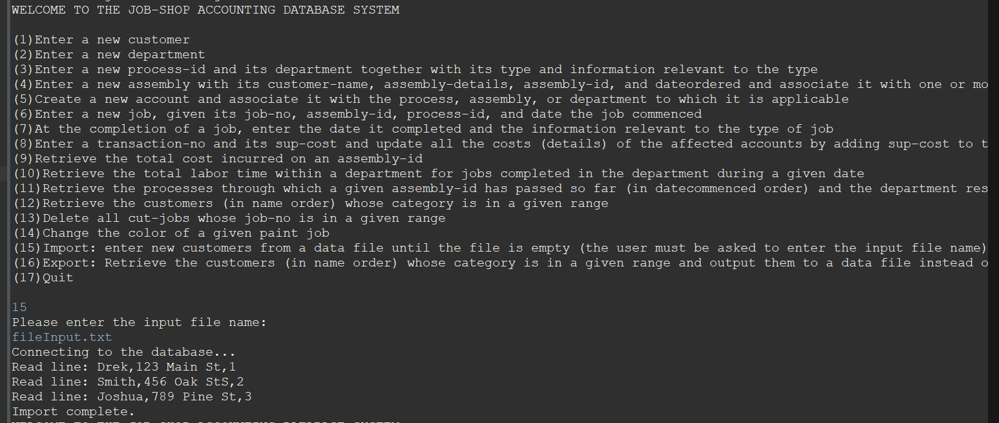 WELCOME TO THE JOB-SHOP ACCOUNTING DATABASE SYSTEM
(1)Enter a new customer
(2)Enter a new department
(3)Enter a new process-id and its department together with its type and information relevant to the type
(4)Enter a new assembly with its customer-name, assembly-details, assembly-id, and dateordered and associate it with one or mo
(5)Create a new account and associate it with the process, assembly, or department to which it is applicable
(6)Enter a new job, given its job-no, assembly-id, process-id, and date the job commenced
(7)At the completion of a job, enter the date it completed and the information relevant to the type of job
(8)Enter a transaction-no and its sup-cost and update all the costs (details) of the affected accounts by adding sup-cost to t
(9)Retrieve the total cost incurred on an assembly-id
(10)Retrieve the total labor time within a department for jobs completed in the department during a given date
(11)Retrieve the processes through which a given assembly-id has passed so far (in datecommenced order) and the department res
(12)Retrieve the customers (in name order) whose category is in a given range
(13)Delete all cut-jobs whose job-no is in a given range
(14)Change the color of a given paint job
(15)Import: enter new customers from a data file until the file is empty (the user must be asked to enter the input file name)
(16)Export: Retrieve the customers (in name order) whose category is in a given range and output them to a data file instead o
(17)Quit
15
Please enter the input file name:
fileInput.txt
Connecting to the database...
Read line: Drek,123 Main St,1
Read line: Smith,456 Oak StS,2
Read line: Joshua,789 Pine St,3
Import complete.